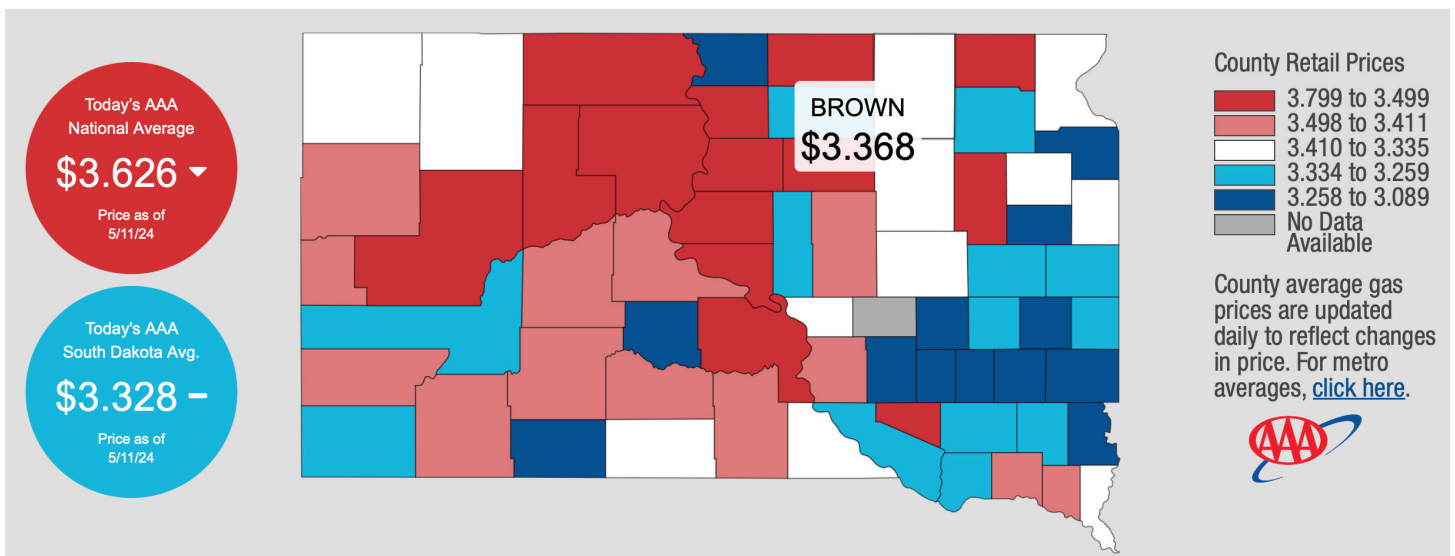 Today's AAA
National Average
$3.626
Price as of
5/11/24
Today's AAA
South Dakota Avg.
$3.328
Price as of
5/11/24
BROWN
$3.368
County Retail Prices
3.799 to 3.499
3.498 to 3.411
3.410 to 3.335
3.334 to 3.259
3.258 to 3.089
No Data
Available
County average gas
prices are updated
daily to reflect changes
in price. For metro
averages, click here.
AAA